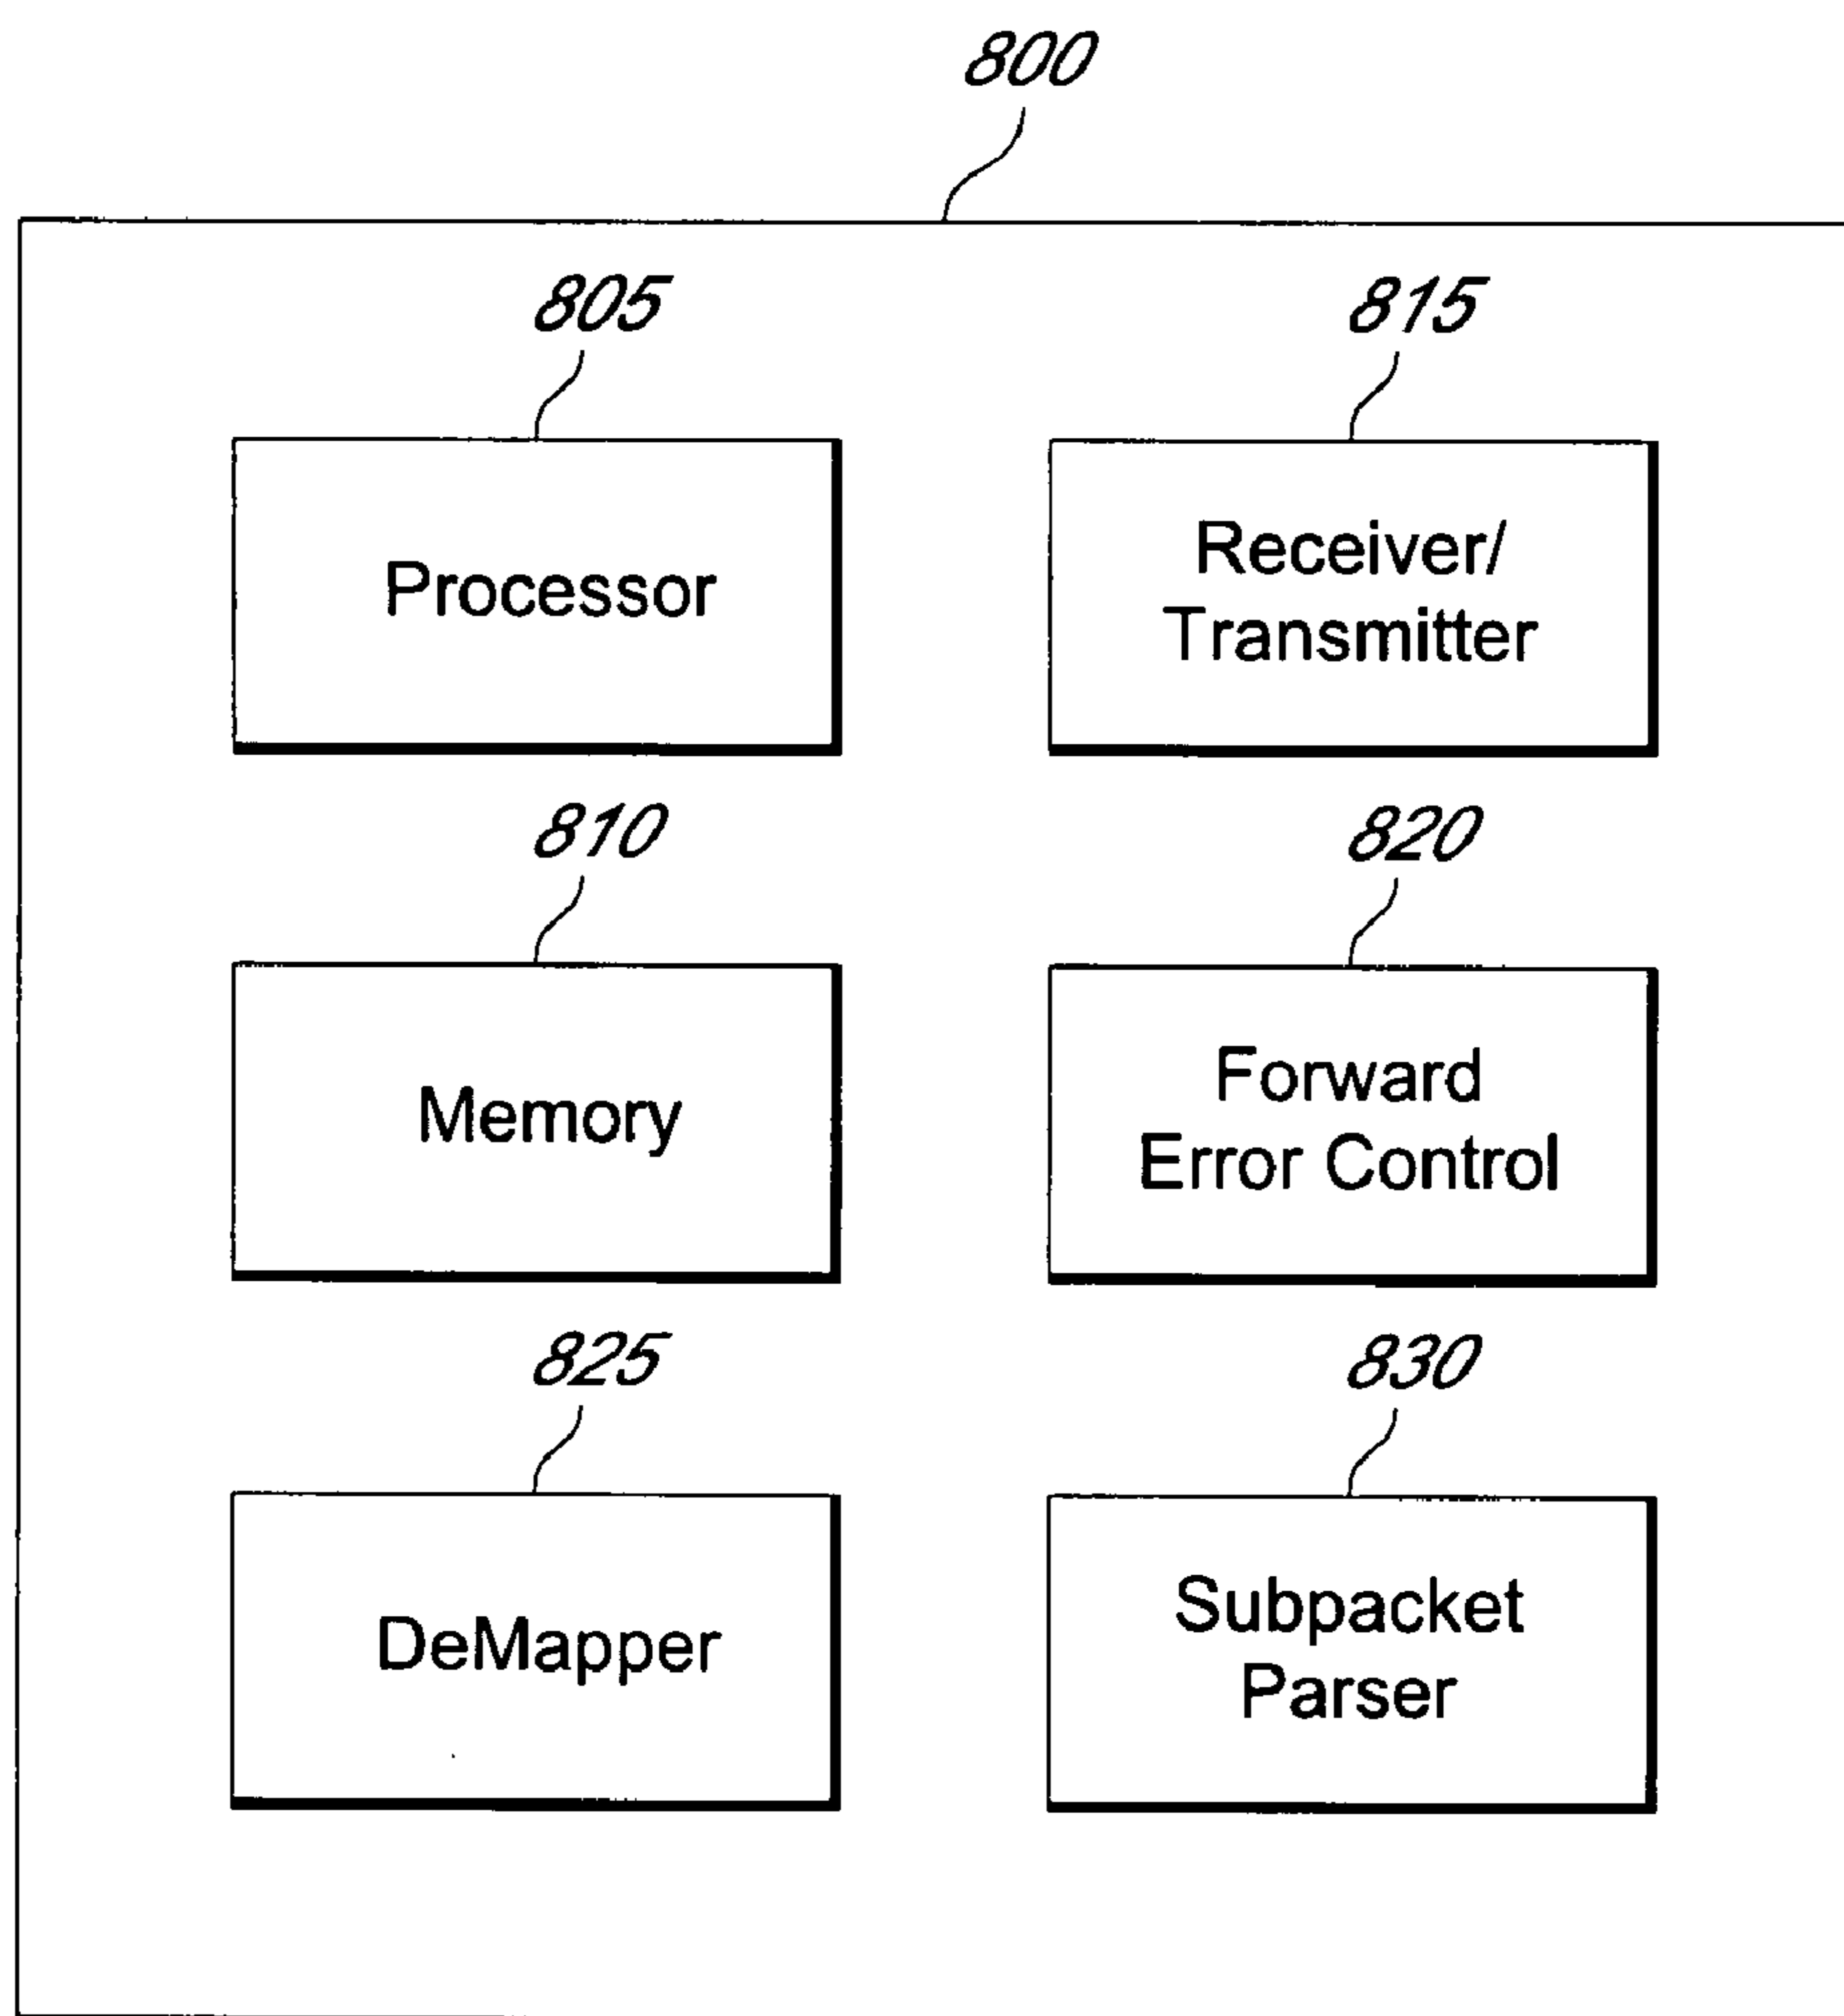 800
805
815
Processor
Receiver/
Transmitter
810
820
Memory
Forward
Error Control
825
830
DeMapper
Subpacket
Parser